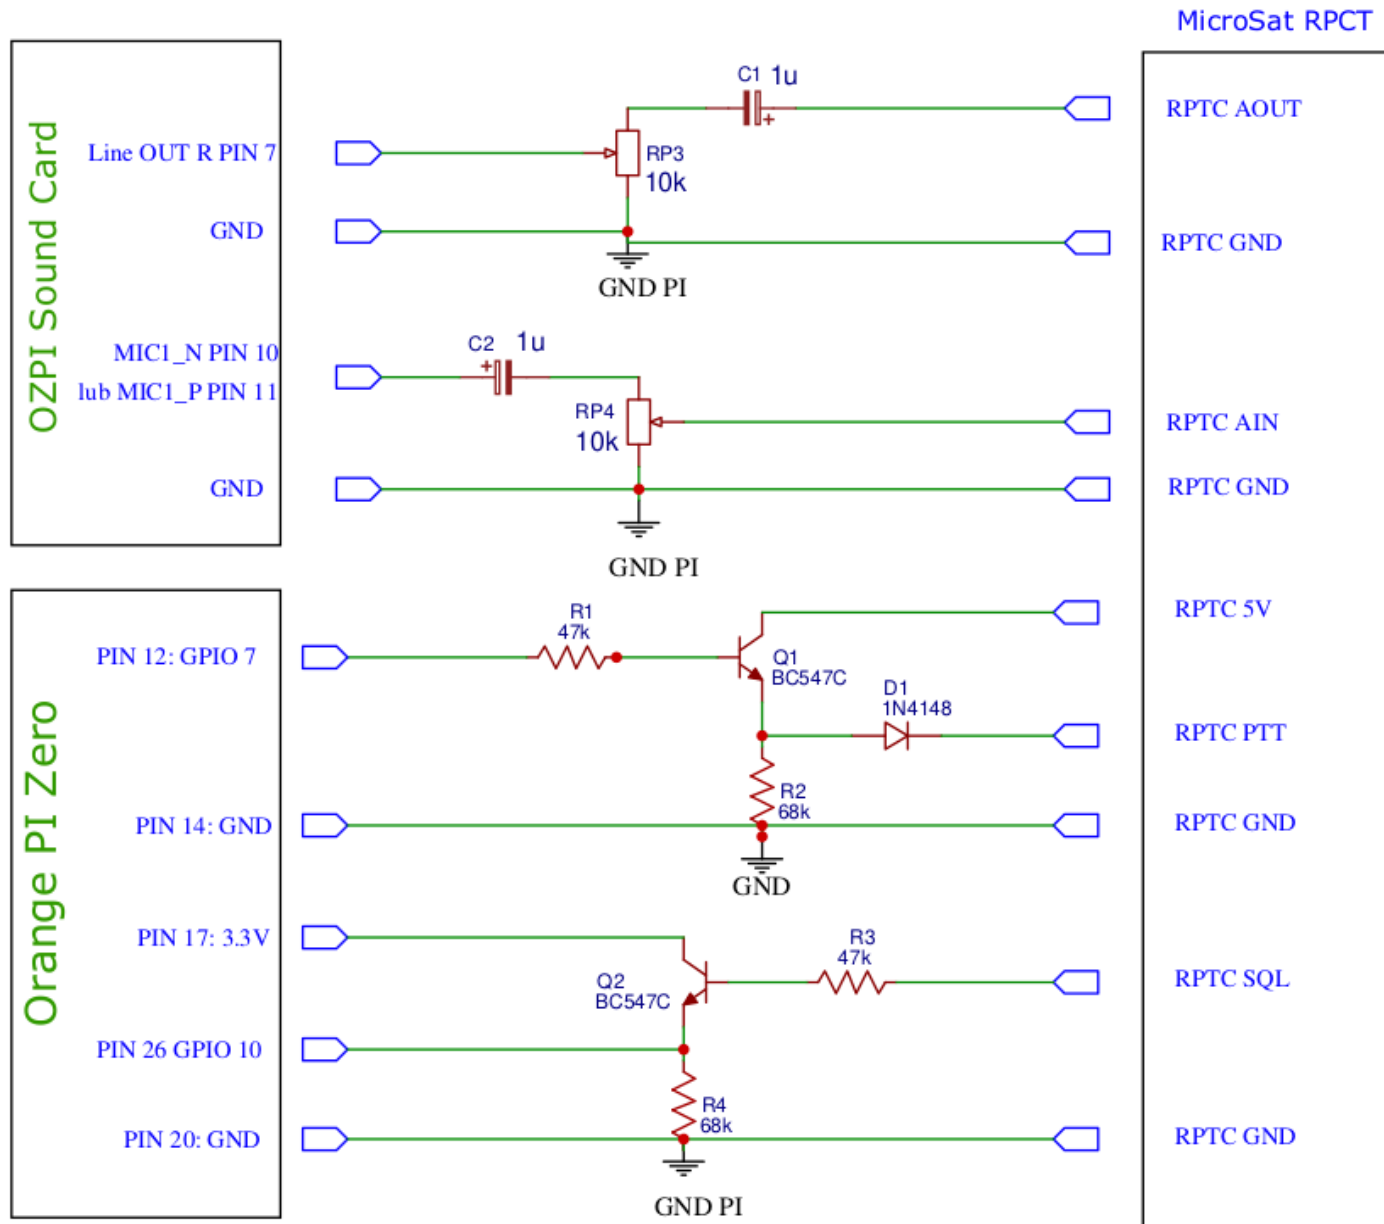 MicroSat RPCT
OZPI Sound Card
Line OUT R PIN 7
GND
MIC1_N PIN 10
lub MIC1_P PIN 11
GND
C1 1u
+
RP3
10k
GND PI
C2 1u
+
RP4
10k
GND PI
RPTC AOUT
RPTC GND
RPTC AIN
RPTC GND
Orange PI Zero
PIN 12: GPIO 7
PIN 14: GND
PIN 17: 3.3V
PIN 26 GPIO 10
PIN 20: GND
R1
47k
Q1
BC547C
D1
1N4148
R2
68k
GND
R3
47k
Q2
BC547C
R4
68k
GND PI
RPTC 5V
RPTC PTT
RPTC GND
RPTC SQL
RPTC GND